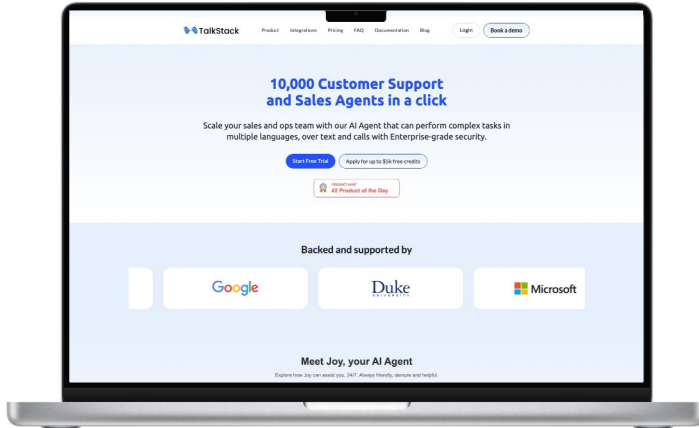 TalkStack
Product Integrations Pricing FAQ Documentation Blog Login Book a demo
10,000 Customer Support
and Sales Agents in a click
Scale your sales and ops team with our AI Agent that can perform complex tasks in
multiple languages, over text and calls with Enterprise-grade security.
Start Free Trial Apply for up to $5k free credits
PRODUCT HUNT
#2 Product of the Day
Backed and supported by
Google
Duke
UNIVERSITY
Microsoft
Meet Joy, your AI Agent
Explore how Joy can assist you, 24/7. Always friendly, demure and helpful.